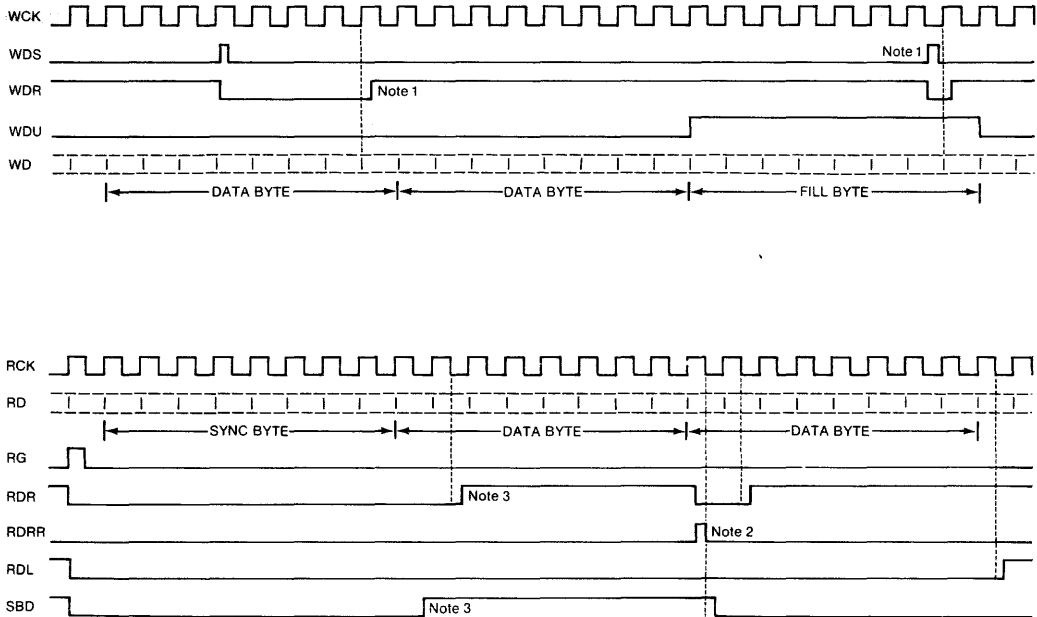 WCK
WDS
Note 1
WDR
Note 1
WDU
WD
DATA BYTE
DATA BYTE
FILL BYTE
RCK
RD
SYNC BYTE
DATA BYTE
DATA BYTE
RG
RDR
Note 3
RDRR
Note 2
RDL
SBD
Note 3